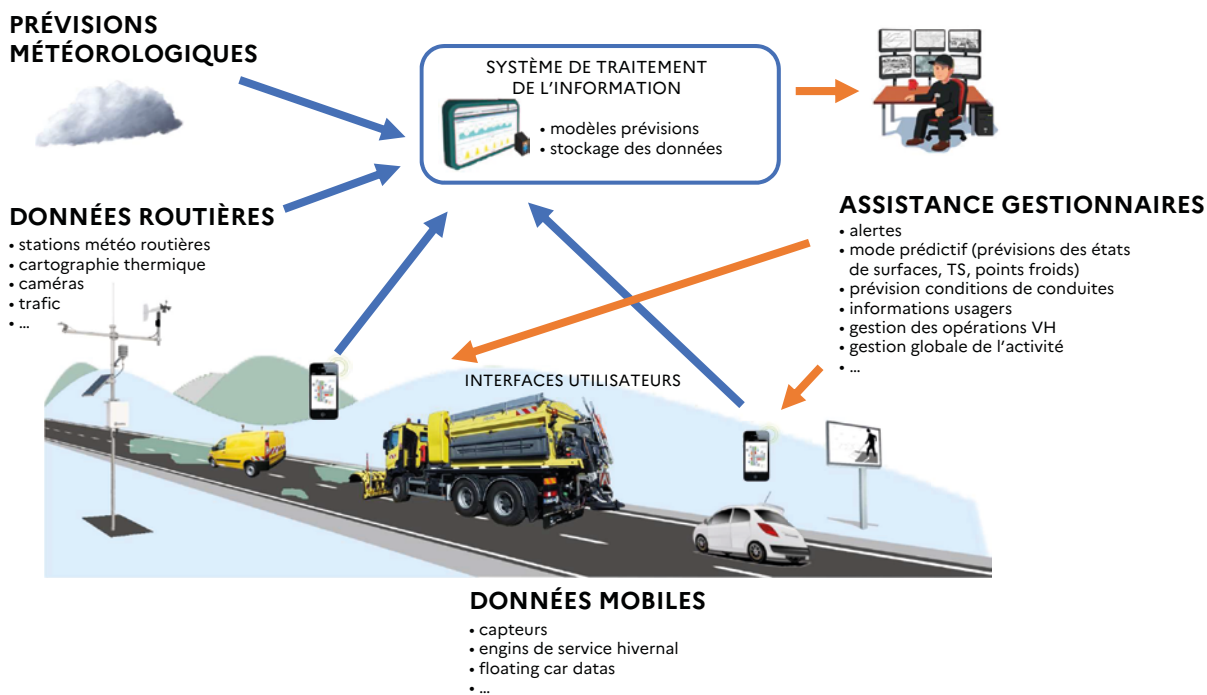 PRÉVISIONS
MÉTÉOROLOGIQUES
SYSTÈME DE TRAITEMENT
DE L'INFORMATION
• modèles prévisions
• stockage des données
DONNÉES ROUTIÈRES
• stations météo routières
• cartographie thermique
• caméras
• trafic
• ...
ASSISTANCE GESTIONNAIRES
• alertes
• mode prédictif (prévisions des états
de surfaces, TS, points froids)
• prévision conditions de conduites
• informations usagers
• gestion des opérations VH
• gestion globale de l'activité
• ...
INTERFACES UTILISATEURS
DONNÉES MOBILES
• capteurs
• engins de service hivernal
• floating car datas
• ...